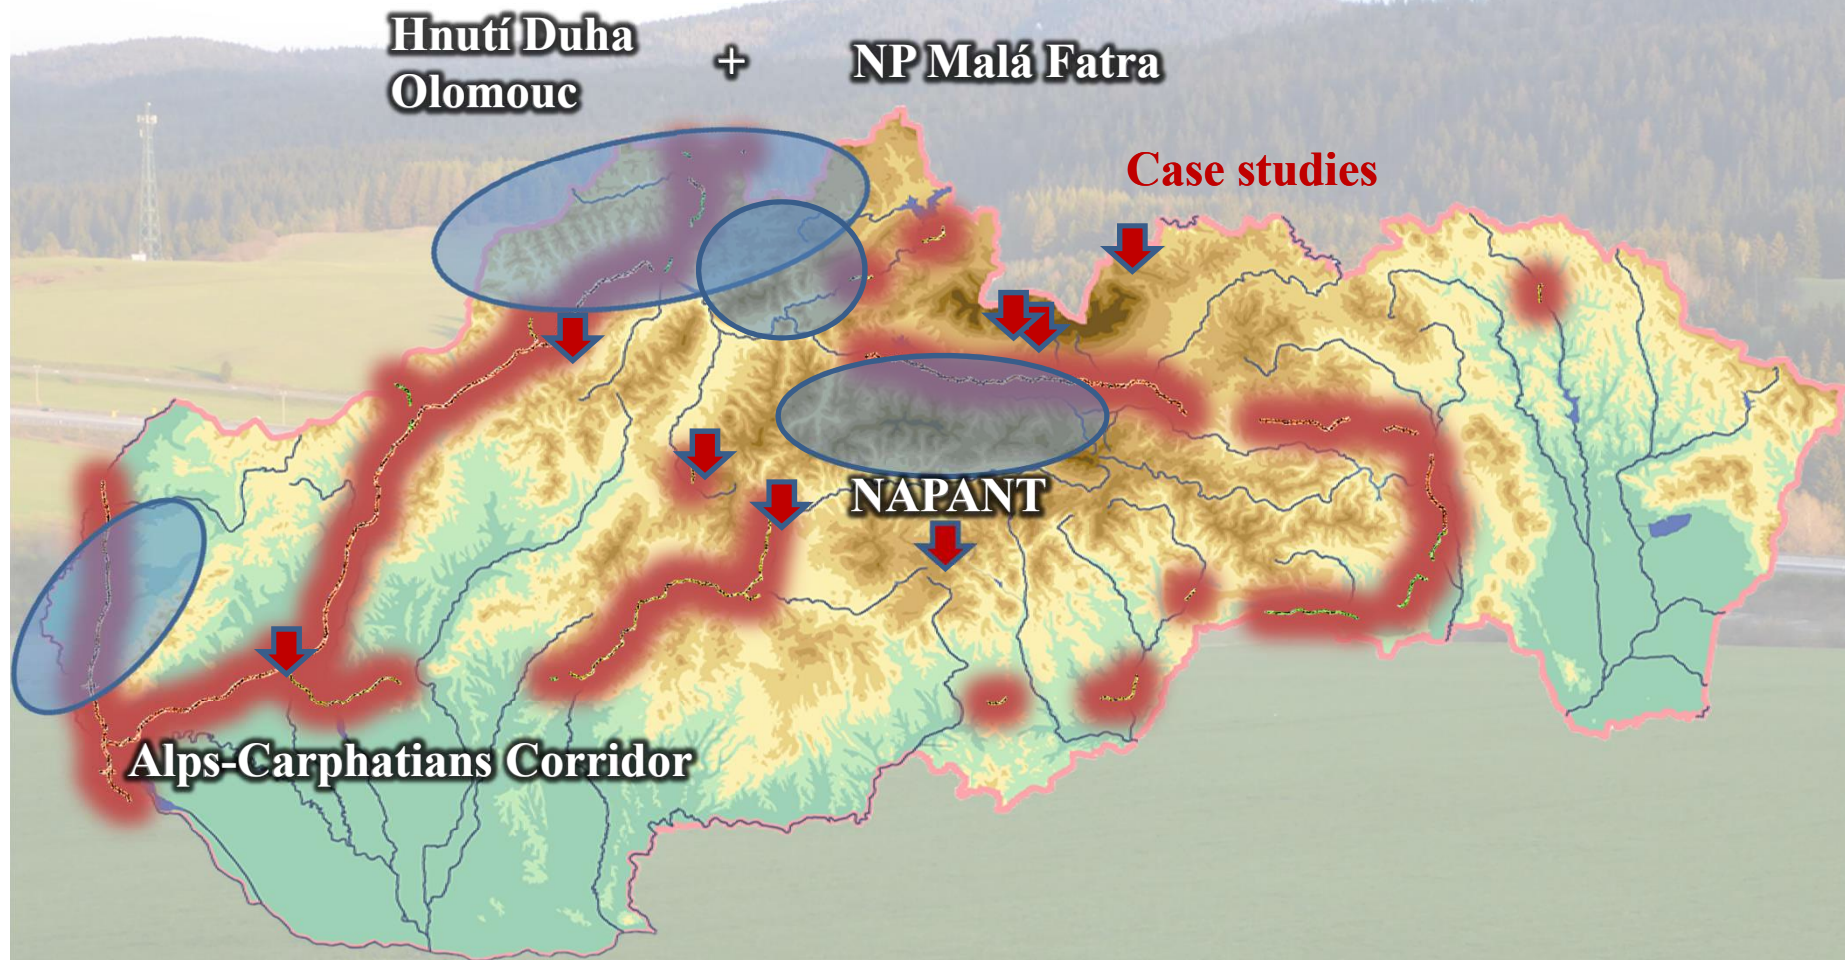 Hnutí Duha
Olomouc
+
NP Malá Fatra
Case studies
NAPANT
Alps-Carphatians Corridor